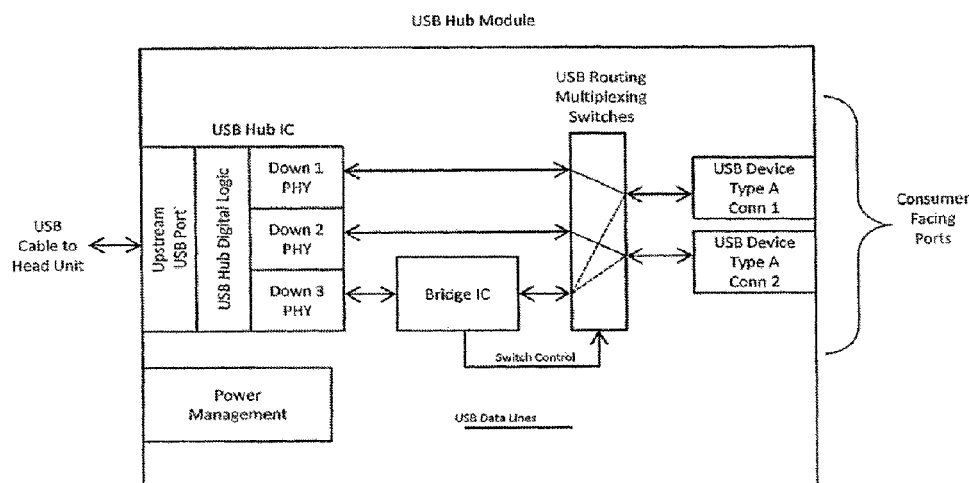 USB Hub Module
USB Routing
Multiplexing
Switches
USB Hub IC
Upstream
USB Port
USB Hub Digital Logic
Down 1
PHY
Down 2
PHY
Down 3
PHY
Bridge IC
Switch Control
USB Device
Type A
Conn 1
USB Device
Type A
Conn 2
Consumer
Facing
Ports
USB
Cable to
Head Unit
Power
Management
USB Data Lines